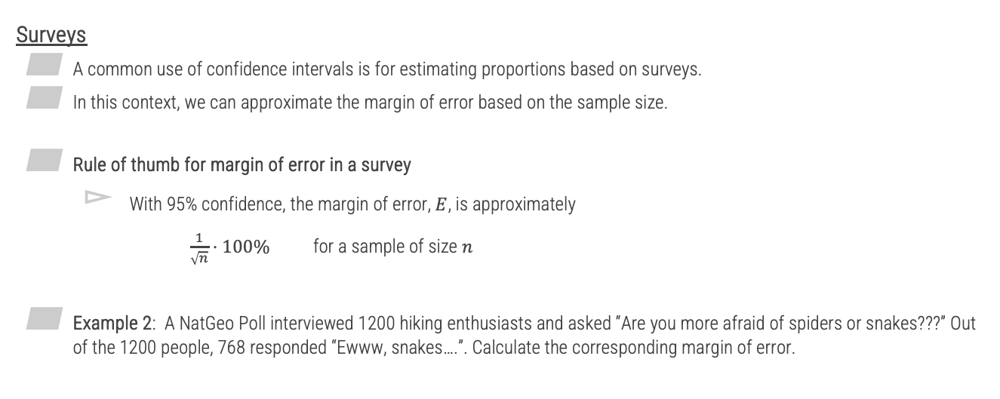 Surveys
A common use of confidence intervals is for estimating proportions based on surveys.
In this context, we can approximate the margin of error based on the sample size.
Rule of thumb for margin of error in a survey
With 95% confidence, the margin of error, E, is approximately
1/√n · 100% for a sample of size n
Example 2: A NatGeo Poll interviewed 1200 hiking enthusiasts and asked “Are you more afraid of spiders or snakes???” Out
of the 1200 people, 768 responded “Ewww, snakes….”. Calculate the corresponding margin of error.